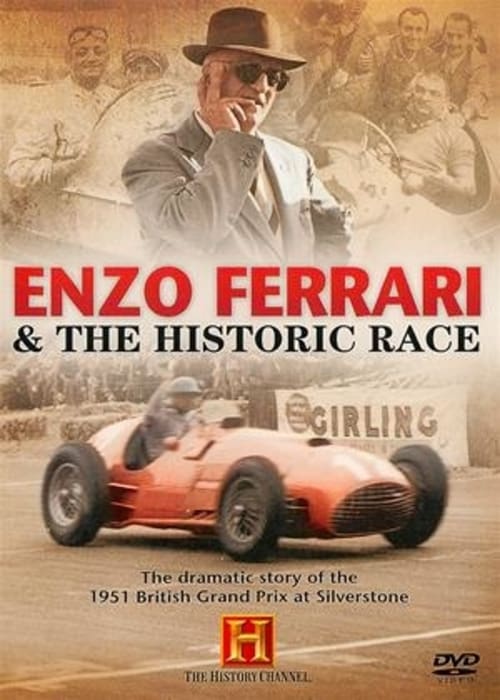 ENZO FERRARI
& THE HISTORIC RACE
GIRLING
The dramatic story of the
1951 British Grand Prix at Silverstone
H
THE HISTORY CHANNEL.
DVD
VIDEO